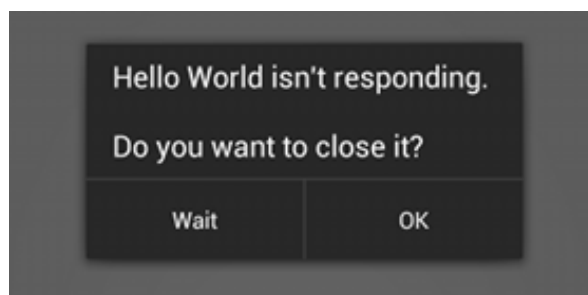 Hello World isn't responding.
Do you want to close it?
Wait
OK